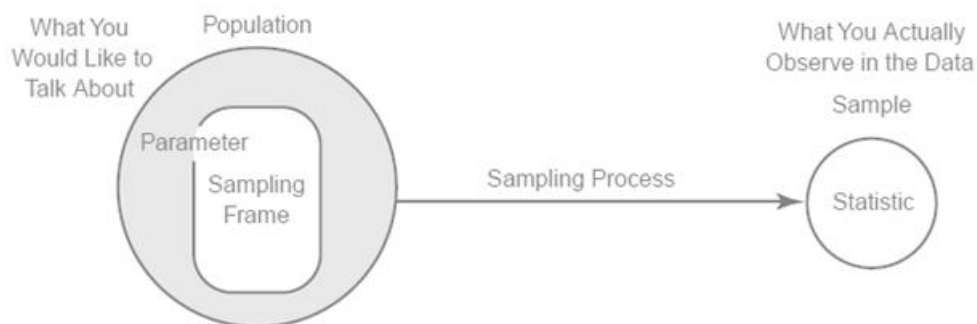 What You
Would Like to
Talk About
Population
Parameter
Sampling
Frame
Sampling Process
What You Actually
Observe in the Data
Sample
Statistic